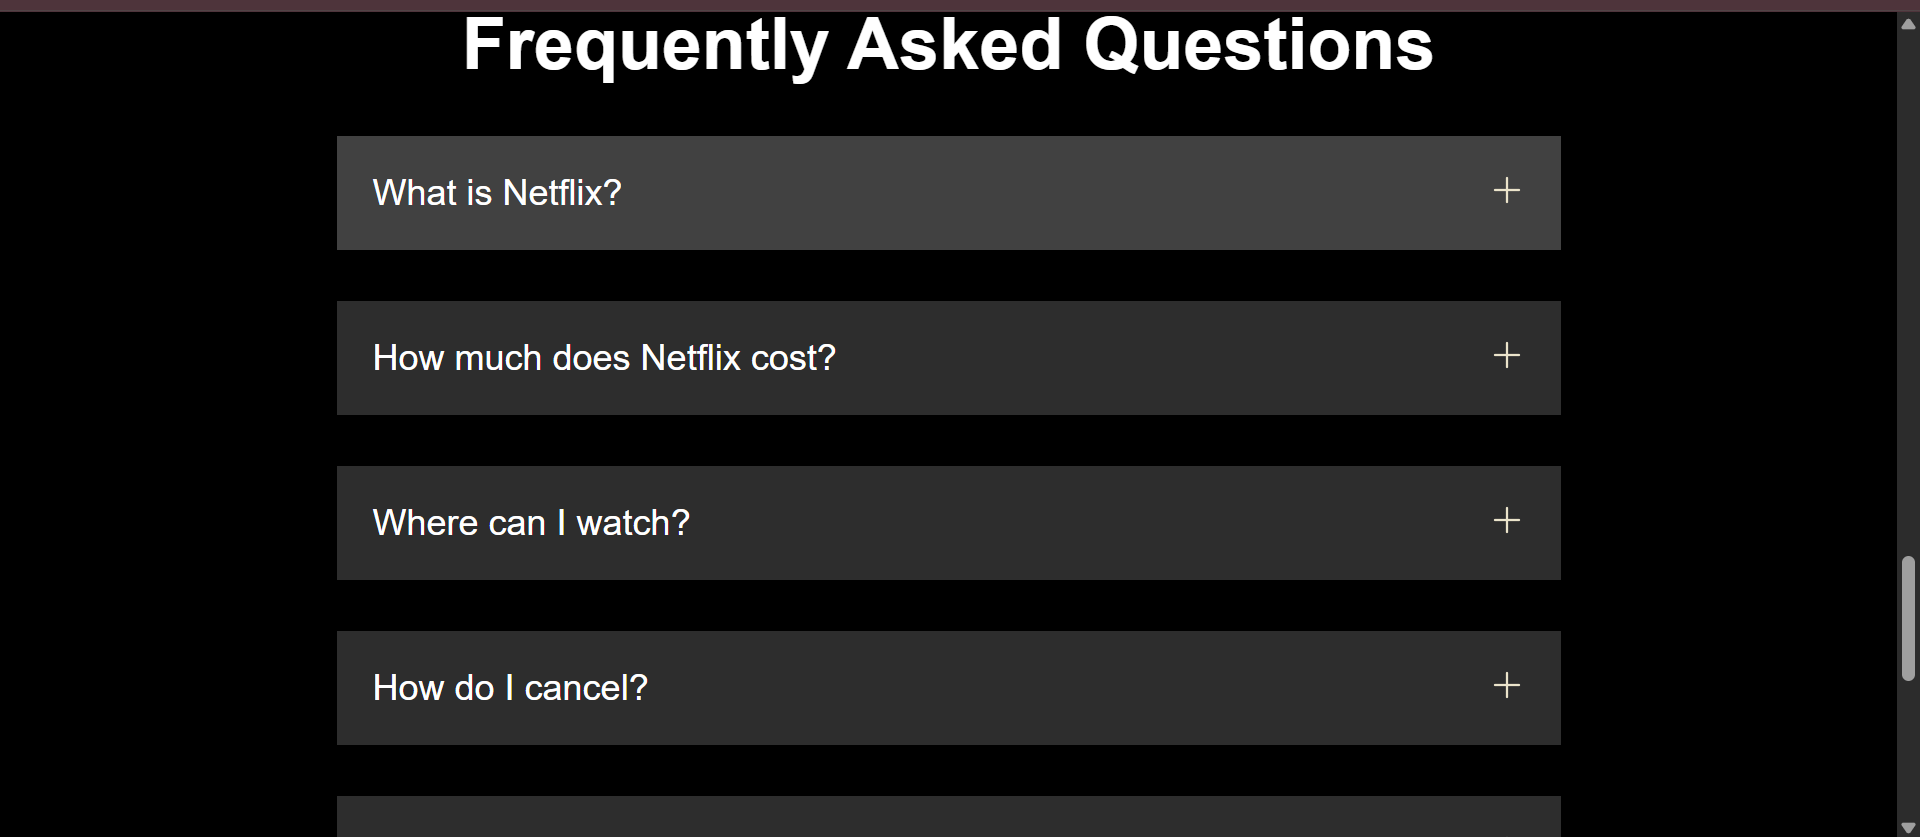 Frequently Asked Questions
What is Netflix?
How much does Netflix cost?
Where can I watch?
How do I cancel?